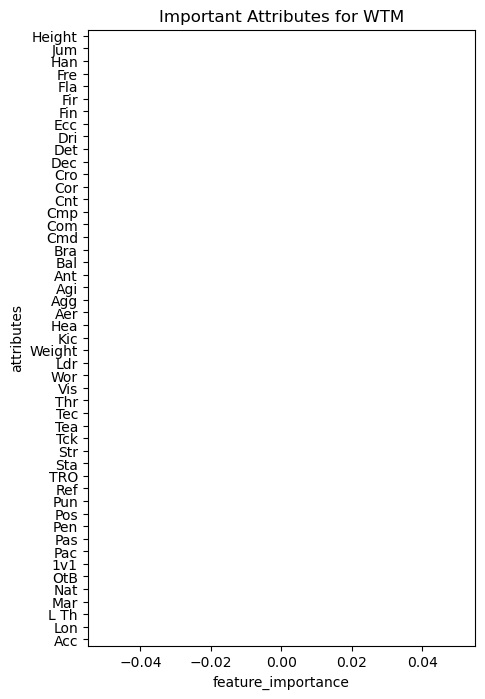 Important Attributes for WTM
Height
Jum
Han
Fre
Fla
Fir
Fin
Ecc
Dri
Det
Dec
Cro
Cor
Cnt
Cmp
Com
Cmd
Bra
Bal
Ant
Agi
Agg
Aer
Hea
Kic
Weight
Ldr
Wor
Vis
Thr
Tec
Tea
Tck
Str
Sta
TRO
Ref
Pun
Pos
Pen
Pas
Pac
1v1
OtB
Nat
Mar
L Th
Lon
Acc
attributes
−0.04 −0.02 0.00 0.02 0.04
feature_importance